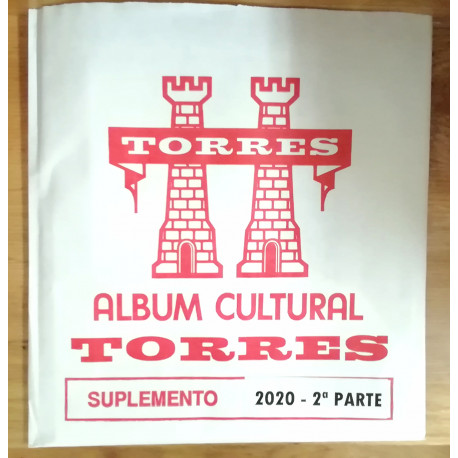 TORRES
ALBUM CULTURAL
TORRES
SUPLEMENTO 2020 - 2ª PARTE